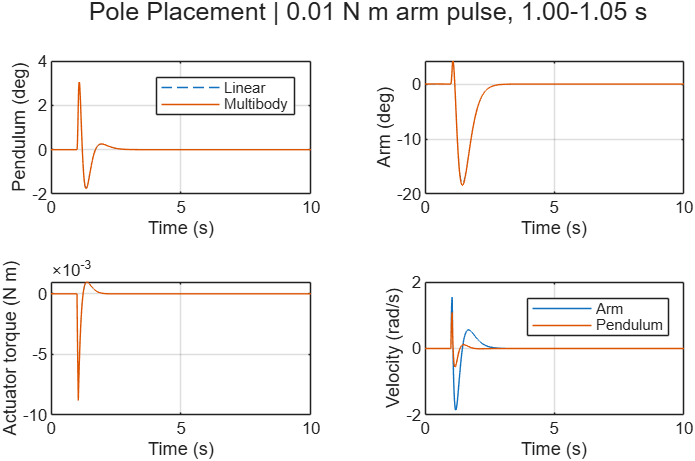 Pole Placement | 0.01 N m arm pulse, 1.00-1.05 s
Pendulum (deg)
4
2
0
-2
Linear
Multibody
0
5
10
Time (s)
Arm (deg)
0
-10
-20
0
5
10
Time (s)
Actuator torque (N m)
×10⁻³
0
-5
-10
0
5
10
Time (s)
Velocity (rad/s)
2
0
-2
Arm
Pendulum
0
5
10
Time (s)